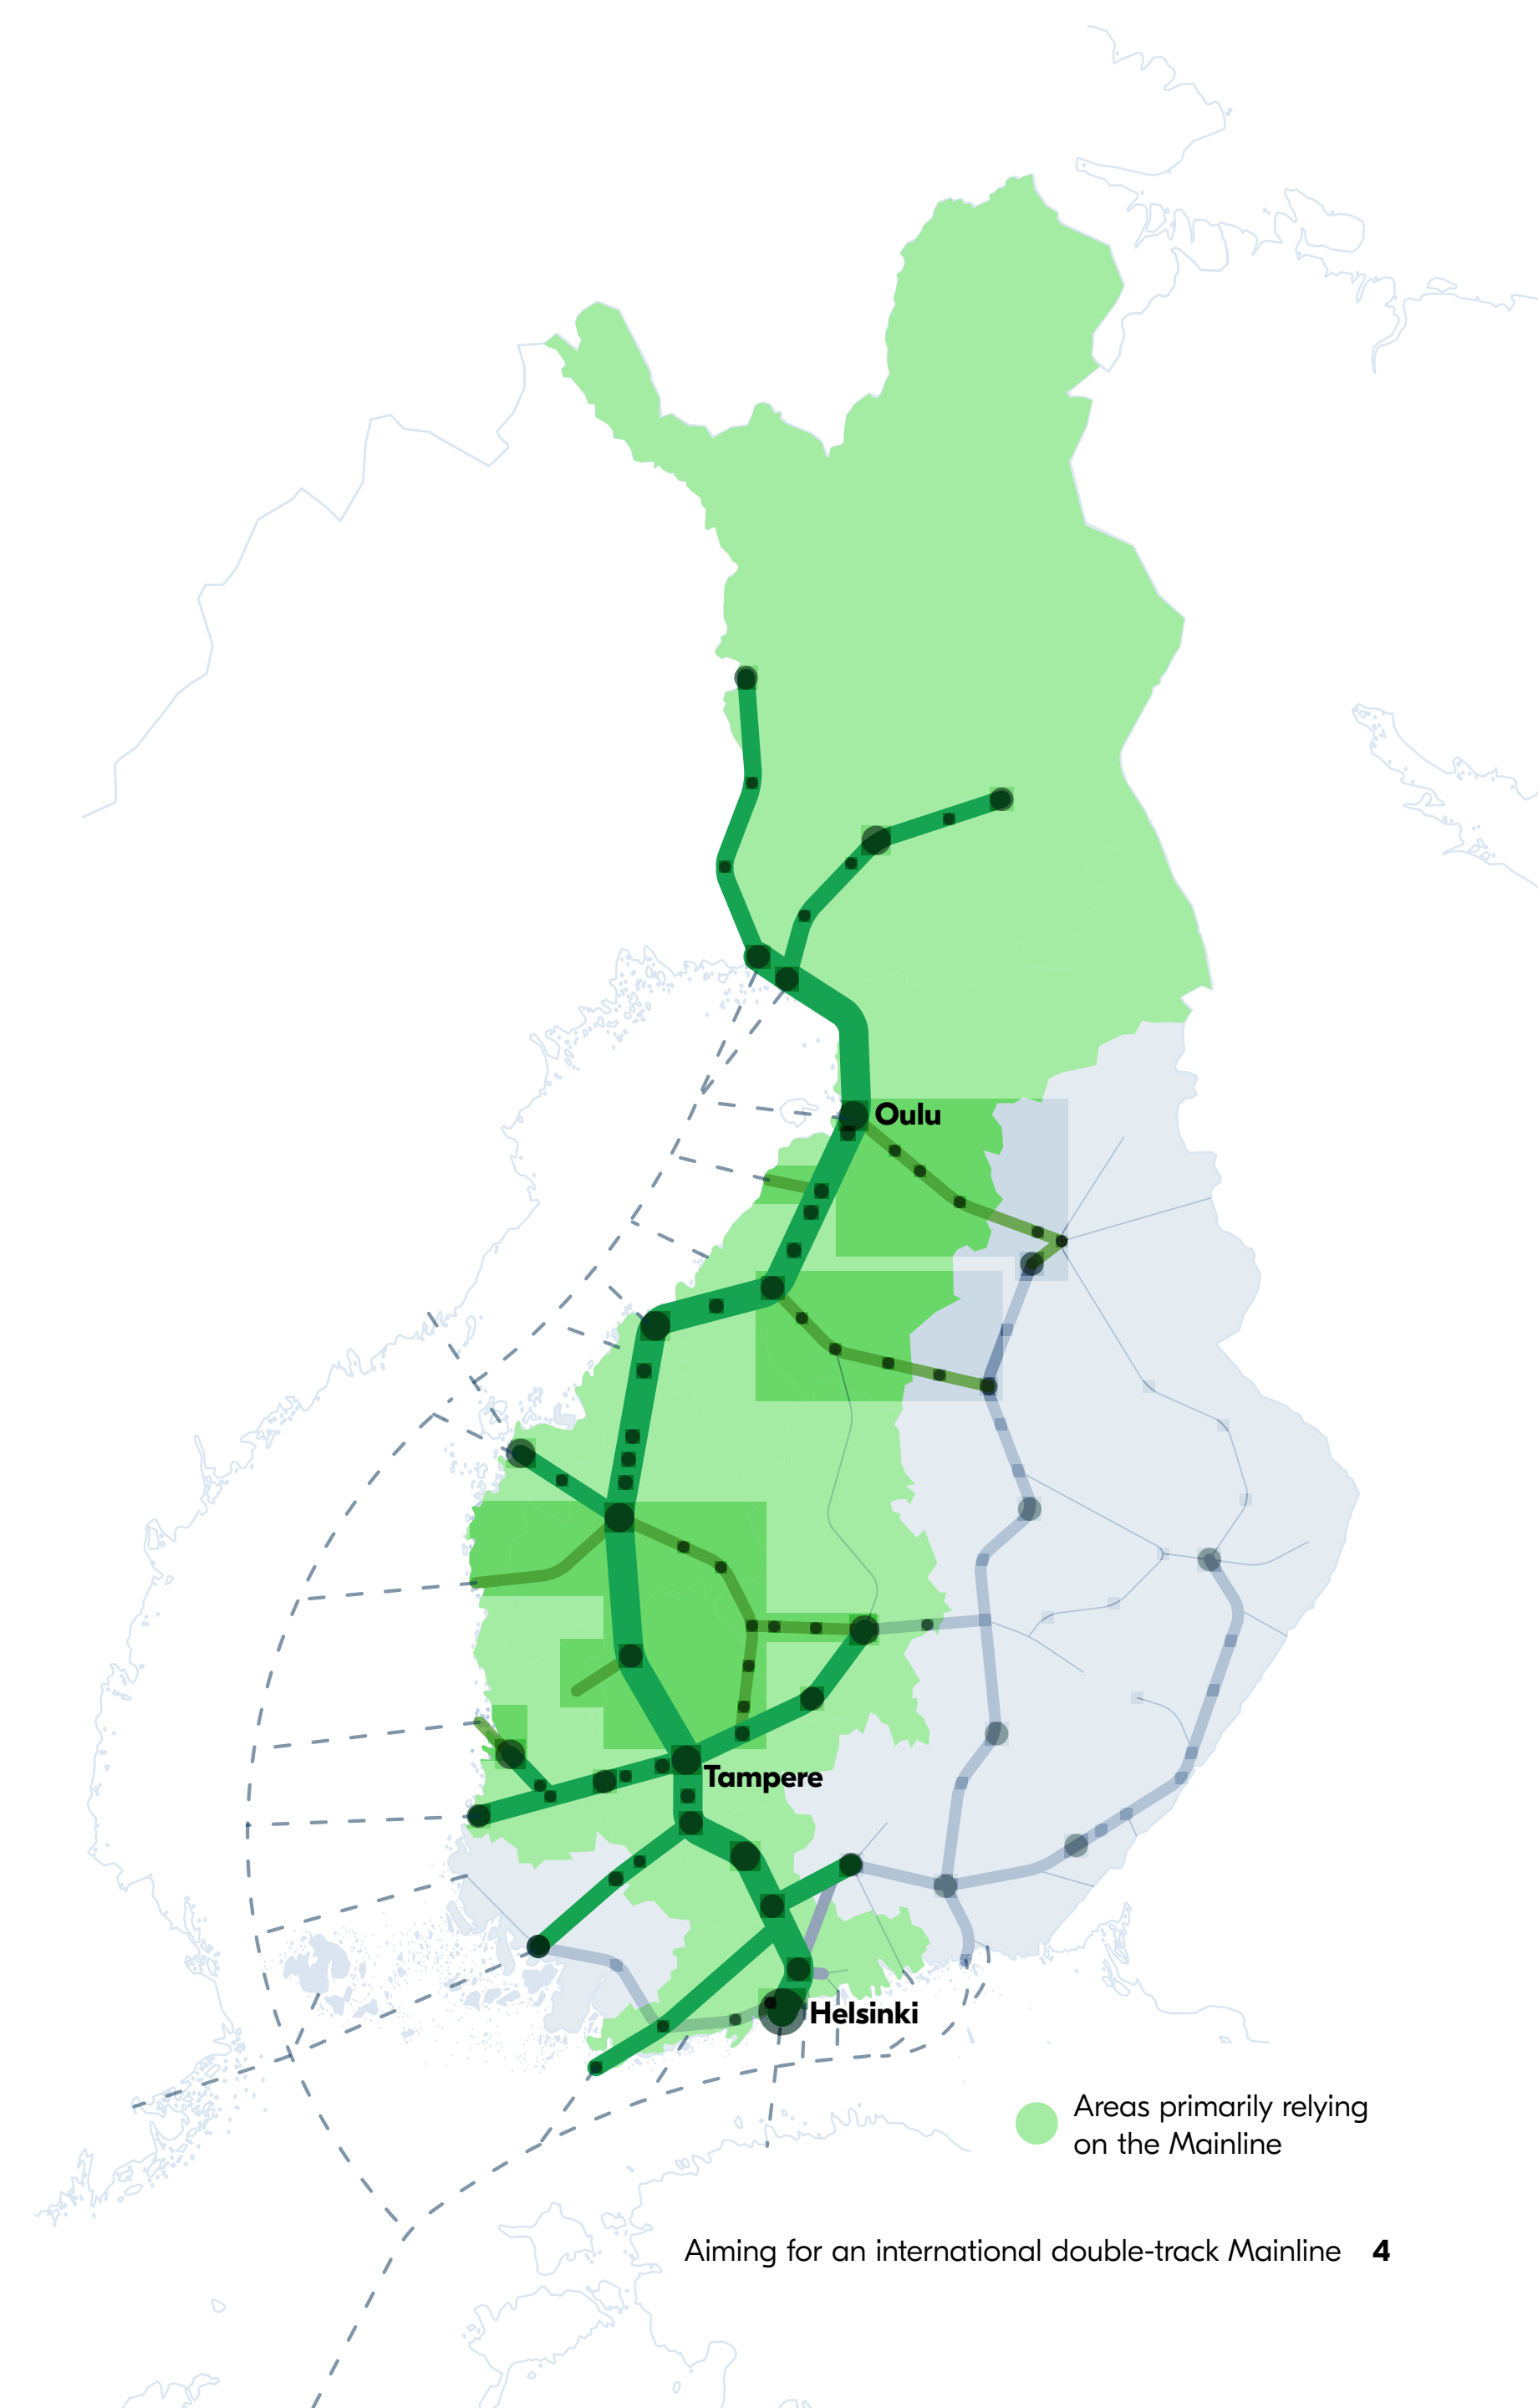 Oulu
Tampere
Helsinki
Areas primarily relying
on the Mainline
Aiming for an international double-track Mainline 4